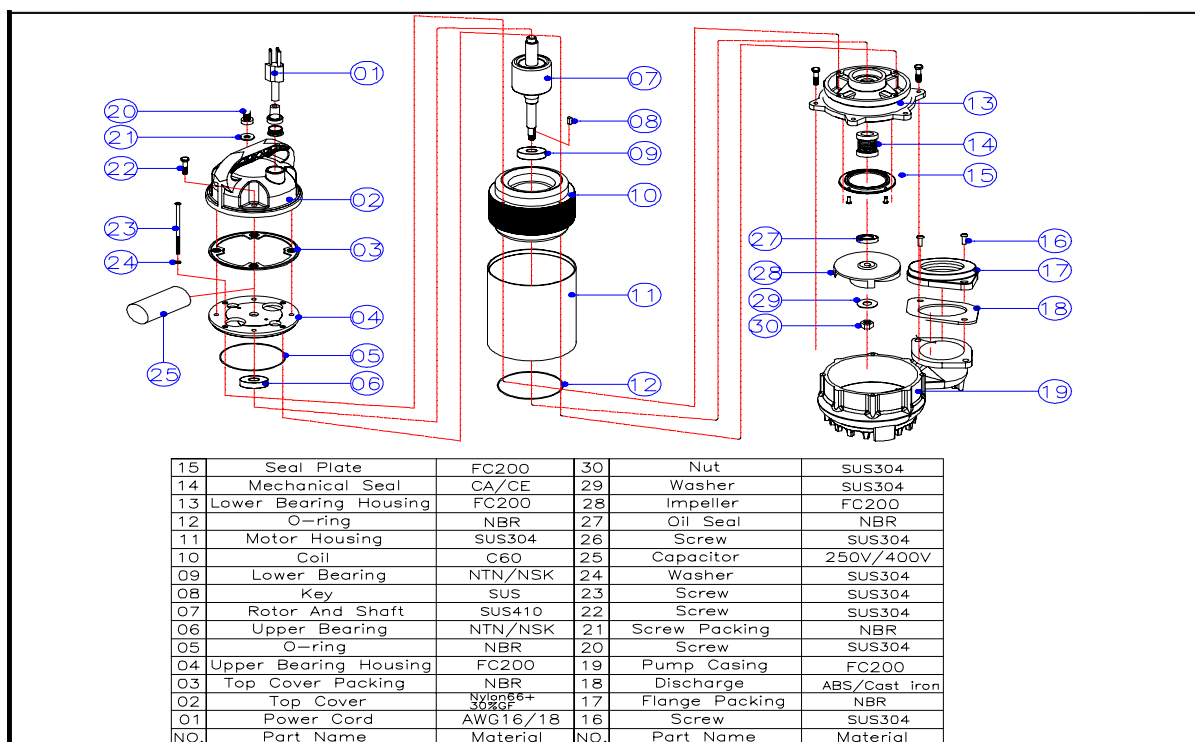 01
20
21
22
02
23
03
24
04
25
05
06
07
08
09
10
11
12
13
14
15
27
16
28
17
29
18
30
19
15 Seal Plate FC200 30 Nut SUS304
14 Mechanical Seal CA/CE 29 Washer SUS304
13 Lower Bearing Housing FC200 28 Impeller FC200
12 O-ring NBR 27 Oil Seal NBR
11 Motor Housing SUS304 26 Screw SUS304
10 Coil C60 25 Capacitor 250V/400V
09 Lower Bearing NTN/NSK 24 Washer SUS304
08 Key SUS 23 Screw SUS304
07 Rotor And Shaft SUS410 22 Screw SUS304
06 Upper Bearing NTN/NSK 21 Screw Packing NBR
05 O-ring NBR 20 Screw SUS304
04 Upper Bearing Housing FC200 19 Pump Casing FC200
03 Top Cover Packing NBR 18 Discharge ABS/Cast iron
02 Top Cover Nylon66+ 30%GF 17 Flange Packing NBR
01 Power Cord AWG16/18 16 Screw SUS304
NO. Part Name Material NO. Part Name Material